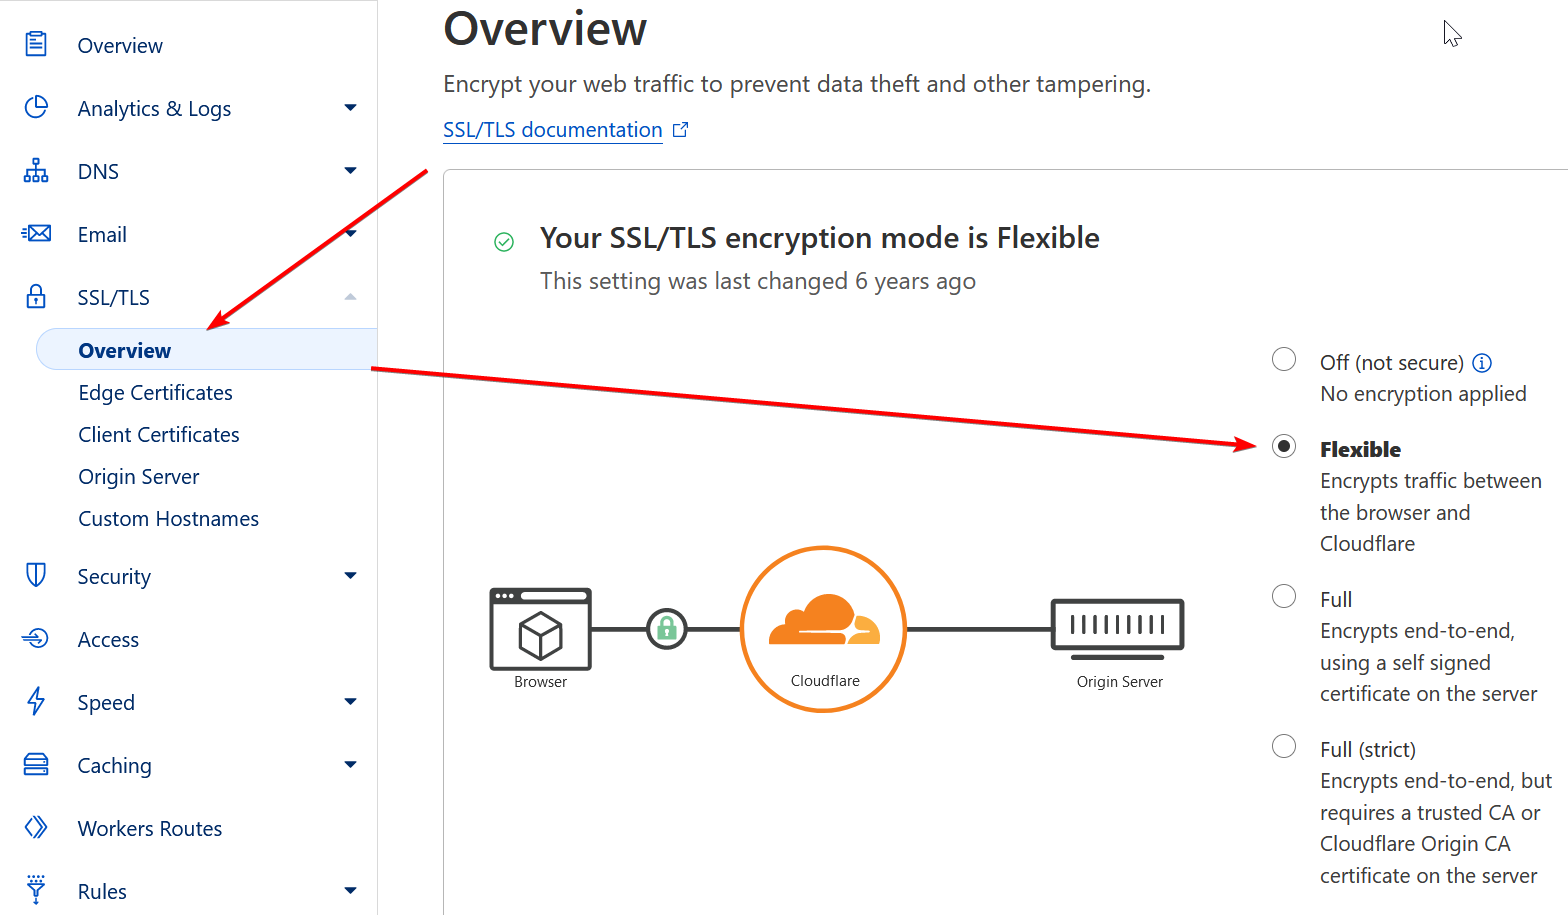 Overview
Analytics & Logs
DNS
Email
SSL/TLS
Overview
Edge Certificates
Client Certificates
Origin Server
Custom Hostnames
Security
Access
Speed
Caching
Workers Routes
Rules
Overview
Encrypt your web traffic to prevent data theft and other tampering.
SSL/TLS documentation
Your SSL/TLS encryption mode is Flexible
This setting was last changed 6 years ago
Browser
Cloudflare
Origin Server
Off (not secure)
No encryption applied
Flexible
Encrypts traffic between
the browser and
Cloudflare
Full
Encrypts end-to-end,
using a self signed
certificate on the server
Full (strict)
Encrypts end-to-end, but
requires a trusted CA or
Cloudflare Origin CA
certificate on the server